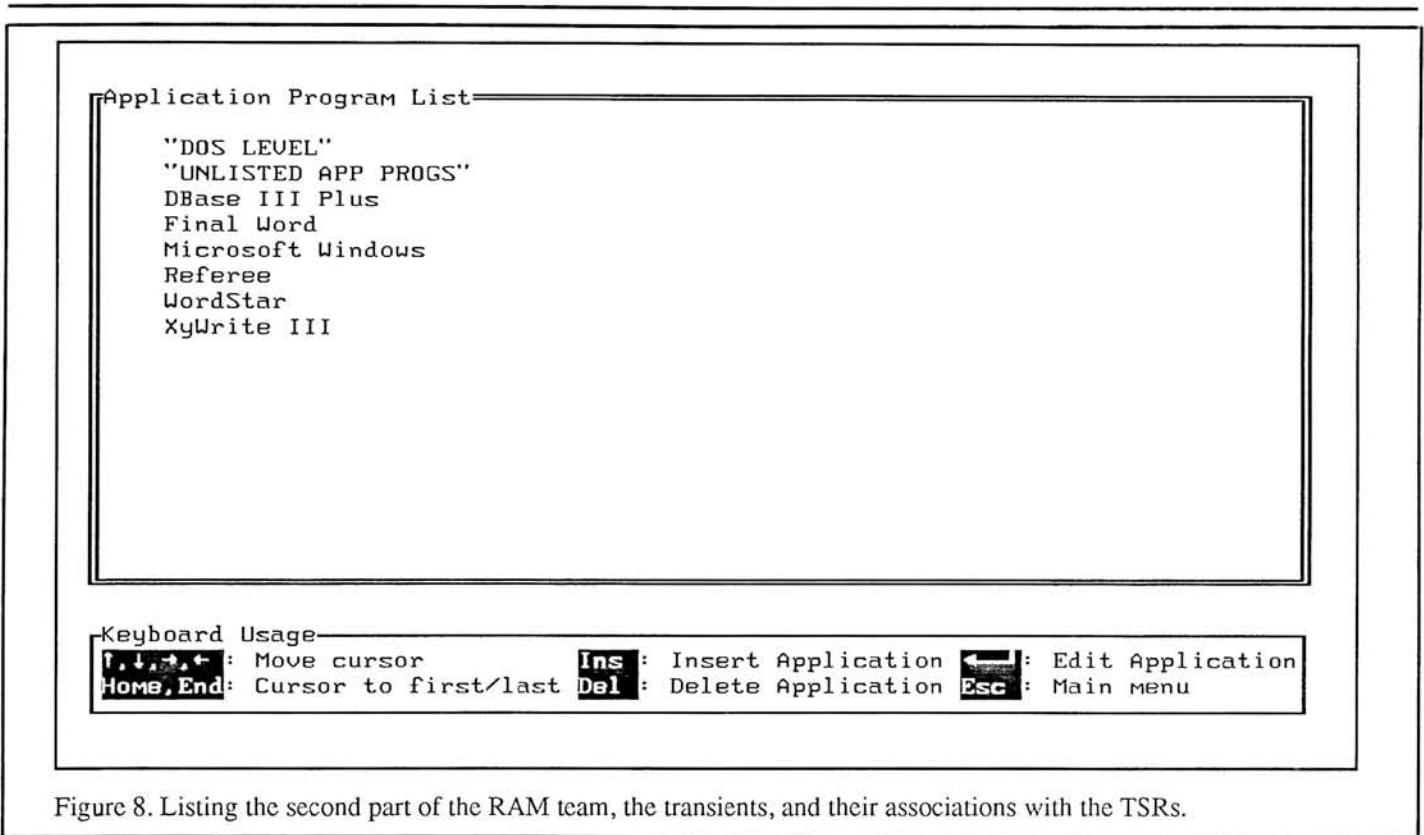 Application Program List
"DOS LEVEL"
"UNLISTED APP PROGS"
DBase III Plus
Final Word
Microsoft Windows
Referee
WordStar
XyWrite III
Keyboard Usage
↑,↓,→,← : Move cursor Ins : Insert Application ←┘ : Edit Application
Home,End: Cursor to first/last Del : Delete Application Esc : Main menu
Figure 8. Listing the second part of the RAM team, the transients, and their associations with the TSRs.